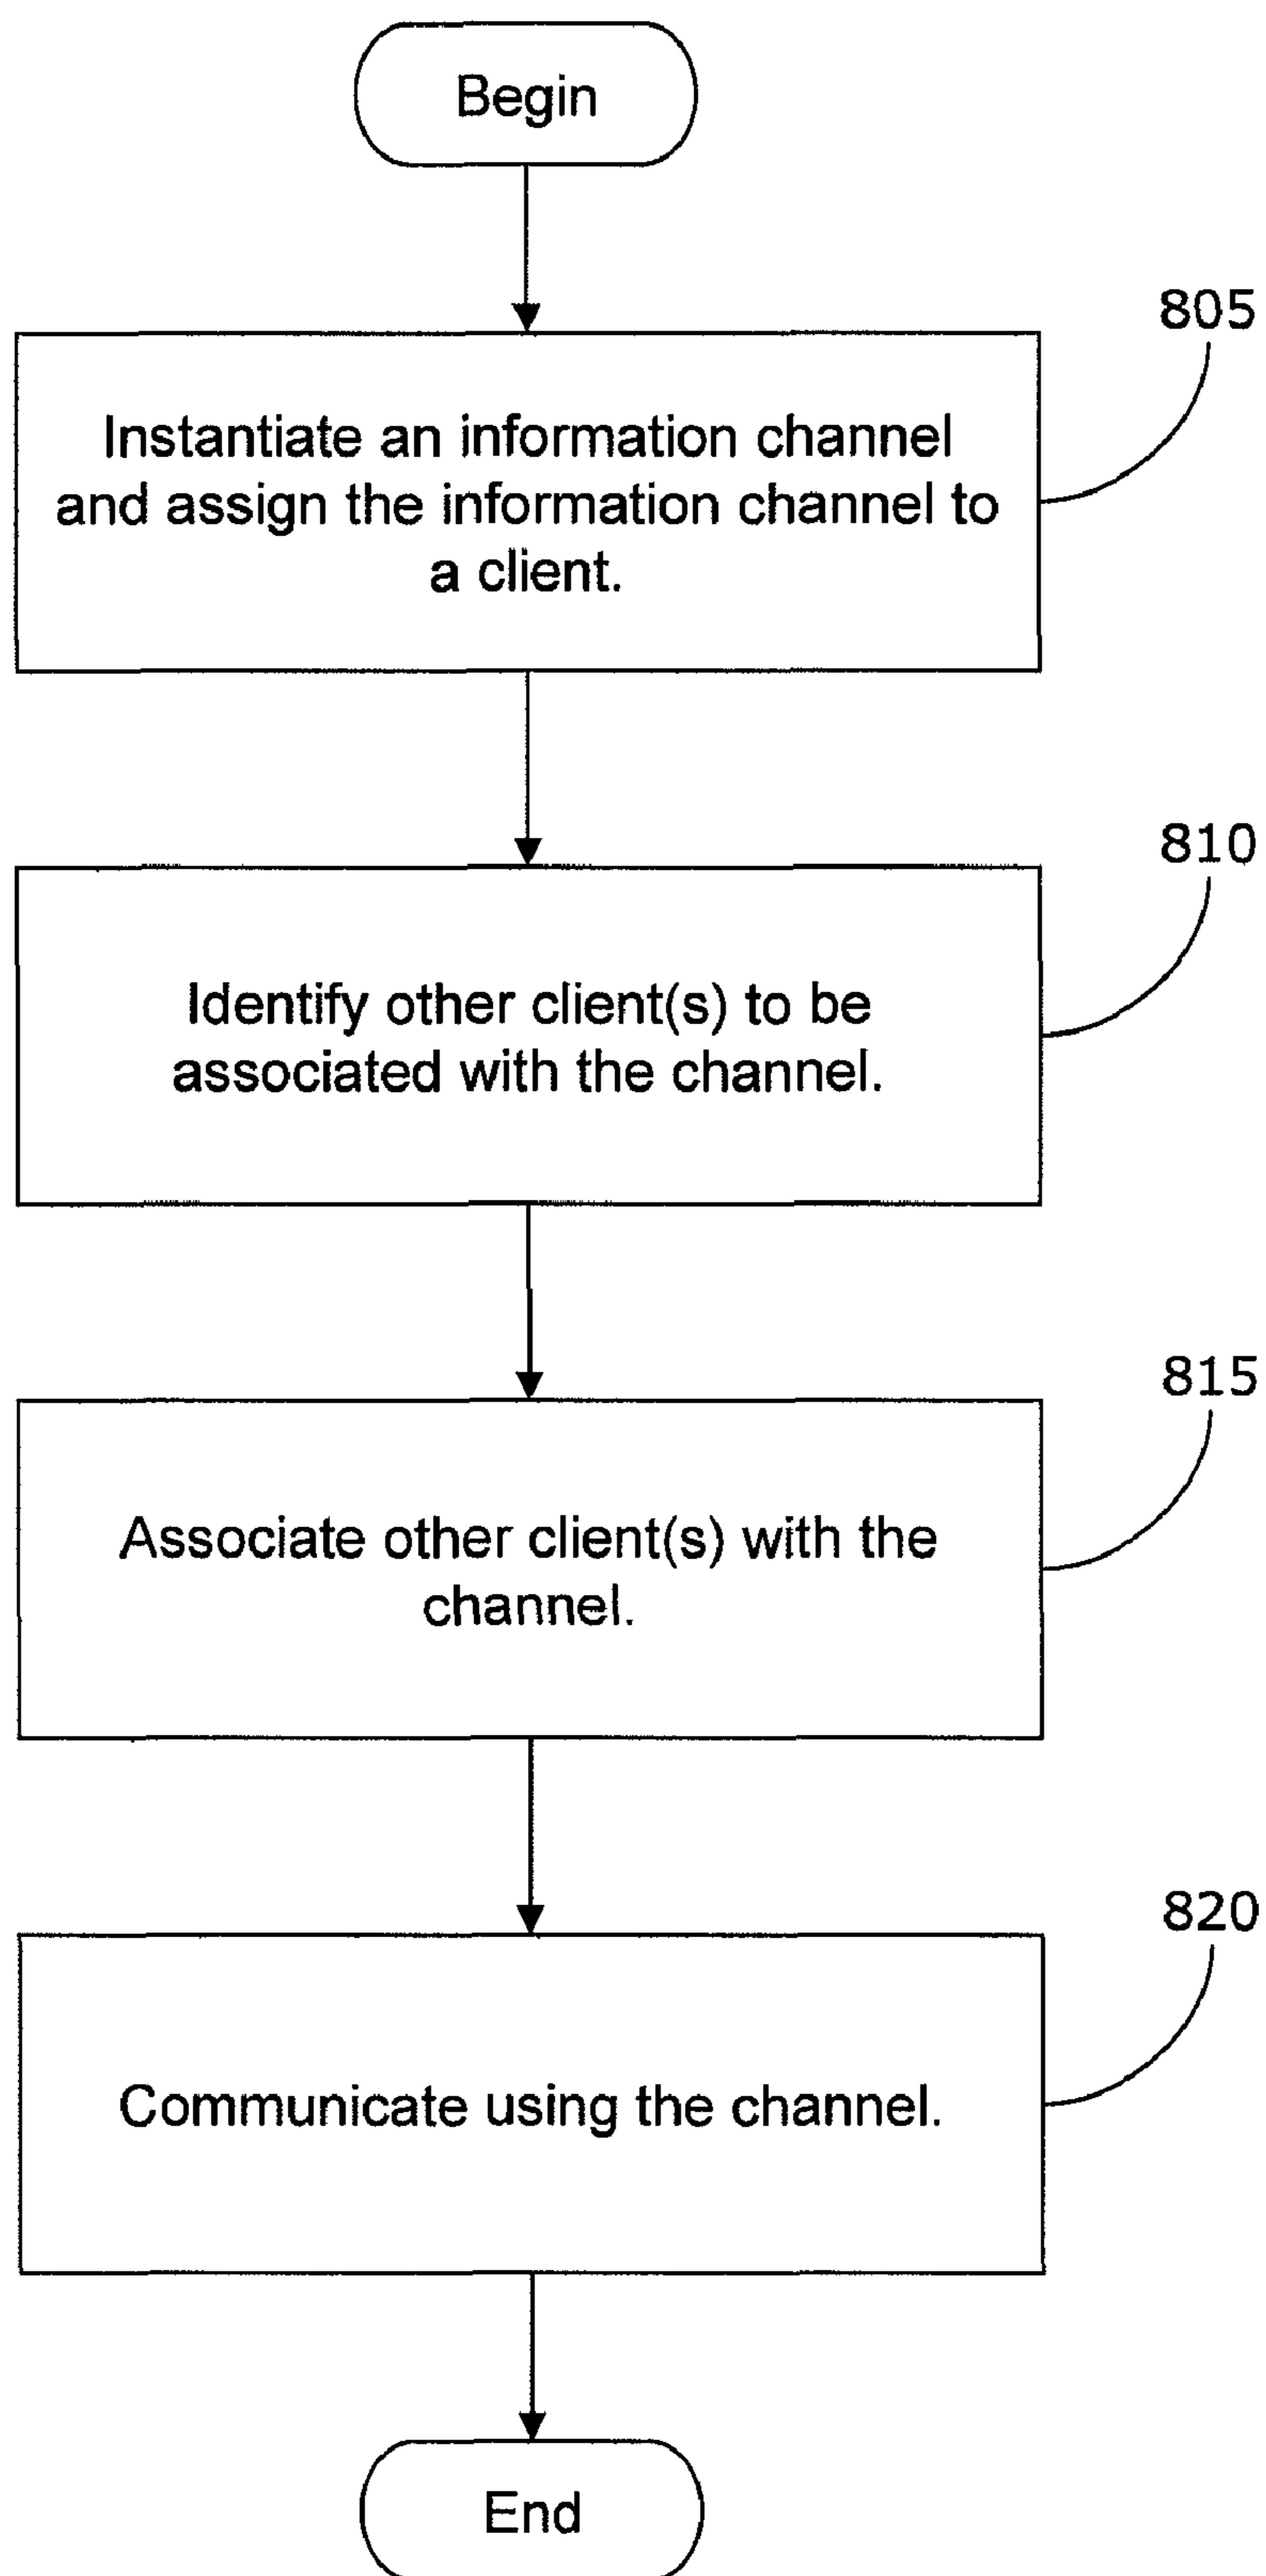 Begin
805
Instantiate an information channel
and assign the information channel to
a client.
810
Identify other client(s) to be
associated with the channel.
815
Associate other client(s) with the
channel.
820
Communicate using the channel.
End